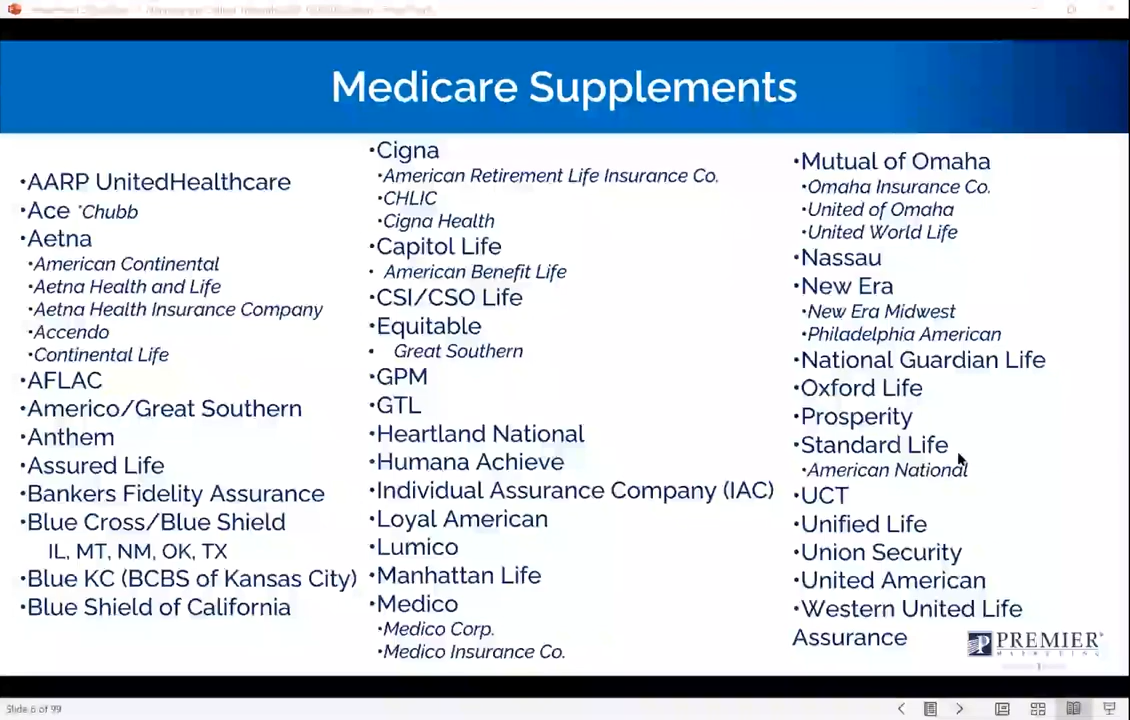 Medicare Supplements
•AARP UnitedHealthcare
•Ace *Chubb
•Aetna
•American Continental
•Aetna Health and Life
•Aetna Health Insurance Company
•Accendo
•Continental Life
•AFLAC
•Americo/Great Southern
•Anthem
•Assured Life
•Bankers Fidelity Assurance
•Blue Cross/Blue Shield
IL, MT, NM, OK, TX
•Blue KC (BCBS of Kansas City)
•Blue Shield of California
•Cigna
•American Retirement Life Insurance Co.
•CHLIC
•Cigna Health
•Capitol Life
• American Benefit Life
•CSI/CSO Life
•Equitable
• Great Southern
•GPM
•GTL
•Heartland National
•Humana Achieve
•Individual Assurance Company (IAC)
•Loyal American
•Lumico
•Manhattan Life
•Medico
•Medico Corp.
•Medico Insurance Co.
•Mutual of Omaha
•Omaha Insurance Co.
•United of Omaha
•United World Life
•Nassau
•New Era
•New Era Midwest
•Philadelphia American
•National Guardian Life
•Oxford Life
•Prosperity
•Standard Life
•American National
•UCT
•Unified Life
•Union Security
•United American
•Western United Life
Assurance
PREMIER
MARKETING
Slide 6 of 99